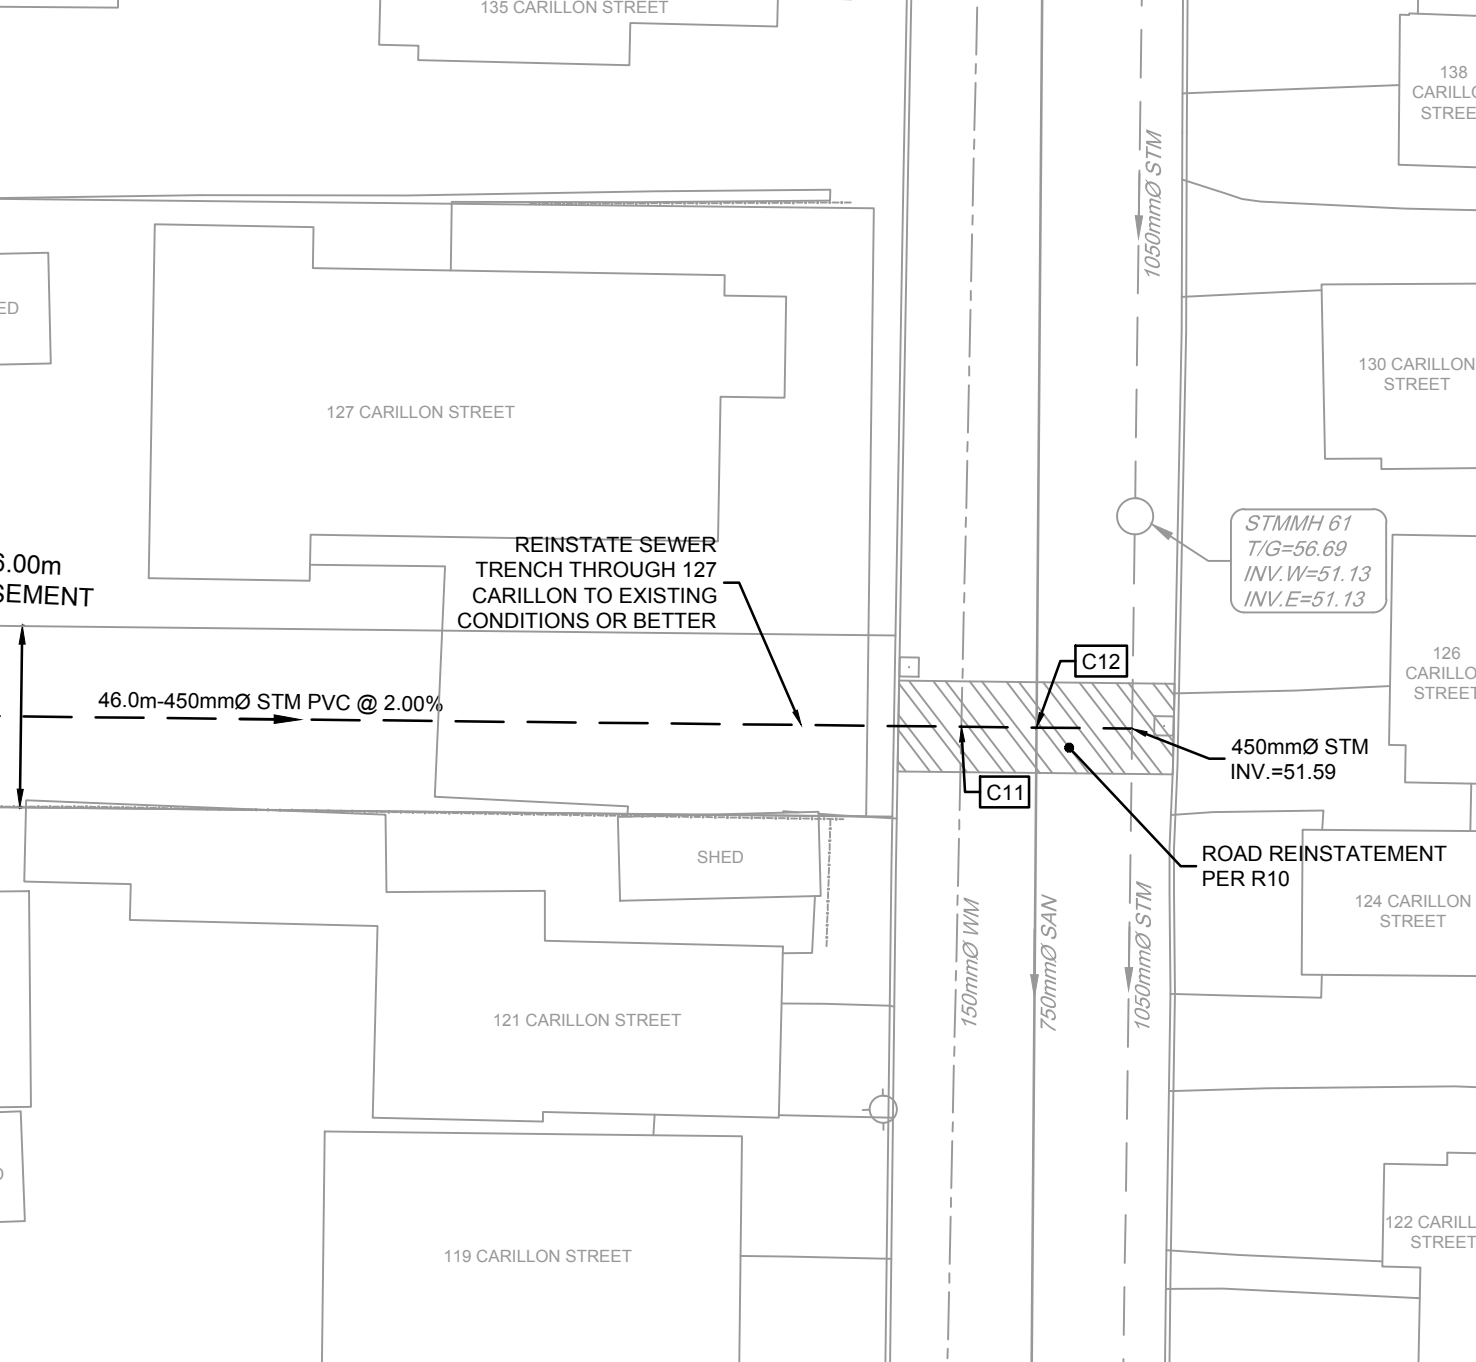 135 CARILLON STREET
138
STREE
1050mmØ STM
130 CARILLON
STREET
127 CARILLON STREET
STMMH 61
T/G=56.69
INV.W=51.13
INV.E=51.13
REINSTATE SEWER
TRENCH THROUGH 127
CARILLON TO EXISTING
CONDITIONS OR BETTER
6.00m
SEMENT
46.0m-450mmØ STM PVC @ 2.00%
C12
C11
126
CARILLO
STREET
450mmØ STM
INV.=51.59
ROAD REINSTATEMENT
PER R10
SHED
124 CARILLON
STREET
150mmØ WM
750mmØ SAN
1050mmØ STM
121 CARILLON STREET
119 CARILLON STREET
122 CARILL
STREET